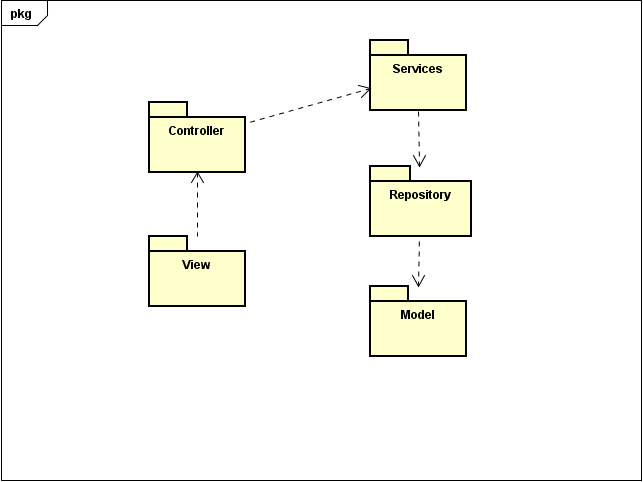 pkg
Services
Controller
Repository
View
Model